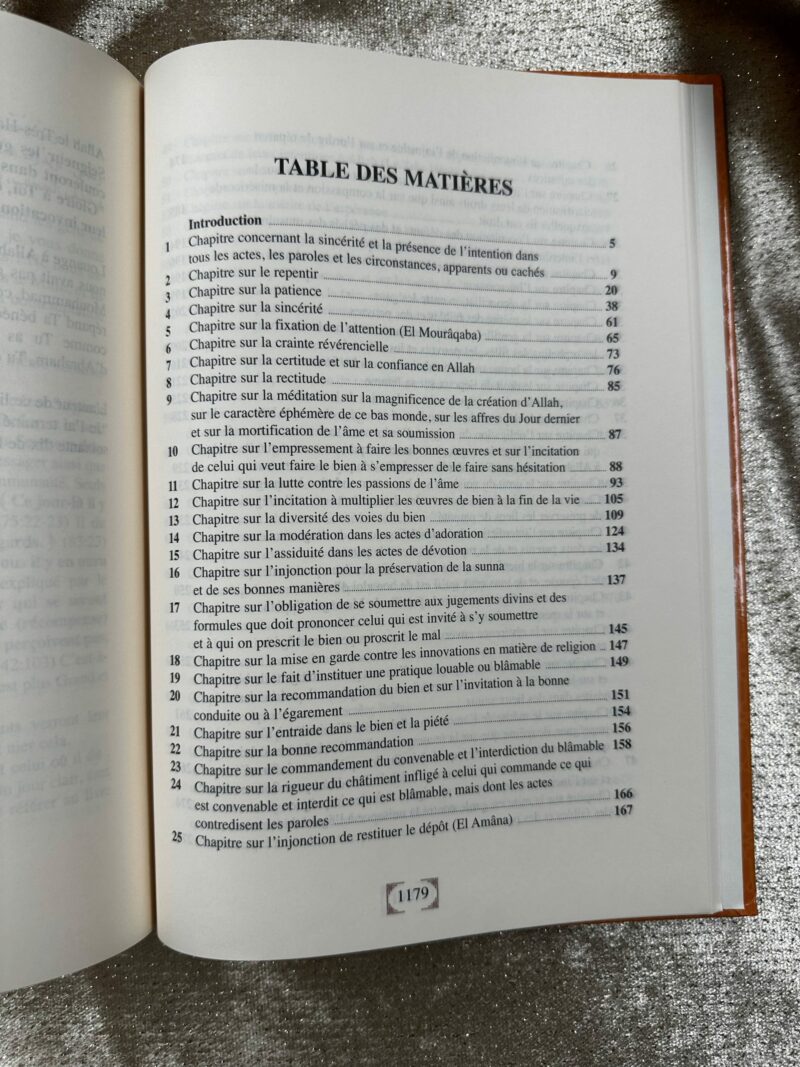 TABLE DES MATIÈRES
Introduction 5
1 Chapitre concernant la sincérité et la présence de l'intention dans
tous les actes, les paroles et les circonstances, apparents ou cachés 9
2 Chapitre sur le repentir 20
3 Chapitre sur la patience 38
4 Chapitre sur la sincérité 61
5 Chapitre sur la fixation de l'attention (El Mourâqaba) 65
6 Chapitre sur la crainte révérencielle 73
7 Chapitre sur la certitude et sur la confiance en Allah 76
8 Chapitre sur la rectitude 85
9 Chapitre sur la méditation sur la magnificence de la création d'Allah,
sur le caractère éphémère de ce bas monde, sur les affres du Jour dernier
et sur la mortification de l'âme et sa soumission 87
10 Chapitre sur l'empressement à faire les bonnes œuvres et sur l'incitation
de celui qui veut faire le bien à s'empresser de le faire sans hésitation 88
11 Chapitre sur la lutte contre les passions de l'âme 93
12 Chapitre sur l'incitation à multiplier les œuvres de bien à la fin de la vie 105
13 Chapitre sur la diversité des voies du bien 109
14 Chapitre sur la modération dans les actes d'adoration 124
15 Chapitre sur l'assiduité dans les actes de dévotion 134
16 Chapitre sur l'injonction pour la préservation de la sunna
et de ses bonnes manières 137
17 Chapitre sur l'obligation de se soumettre aux jugements divins et des
formules que doit prononcer celui qui est invité à s'y soumettre
et à qui on prescrit le bien ou proscrit le mal 145
18 Chapitre sur la mise en garde contre les innovations en matière de religion 147
19 Chapitre sur le fait d'instituer une pratique louable ou blâmable 149
20 Chapitre sur la recommandation du bien et sur l'invitation à la bonne
conduite ou à l'égarement 151
21 Chapitre sur l'entraide dans le bien et la piété 154
22 Chapitre sur la bonne recommandation 156
23 Chapitre sur le commandement du convenable et l'interdiction du blâmable 158
24 Chapitre sur la rigueur du châtiment infligé à celui qui commande ce qui
est convenable et interdit ce qui est blâmable, mais dont les actes
contredisent les paroles 166
25 Chapitre sur l'injonction de restituer le dépôt (El Amâna) 167
1179